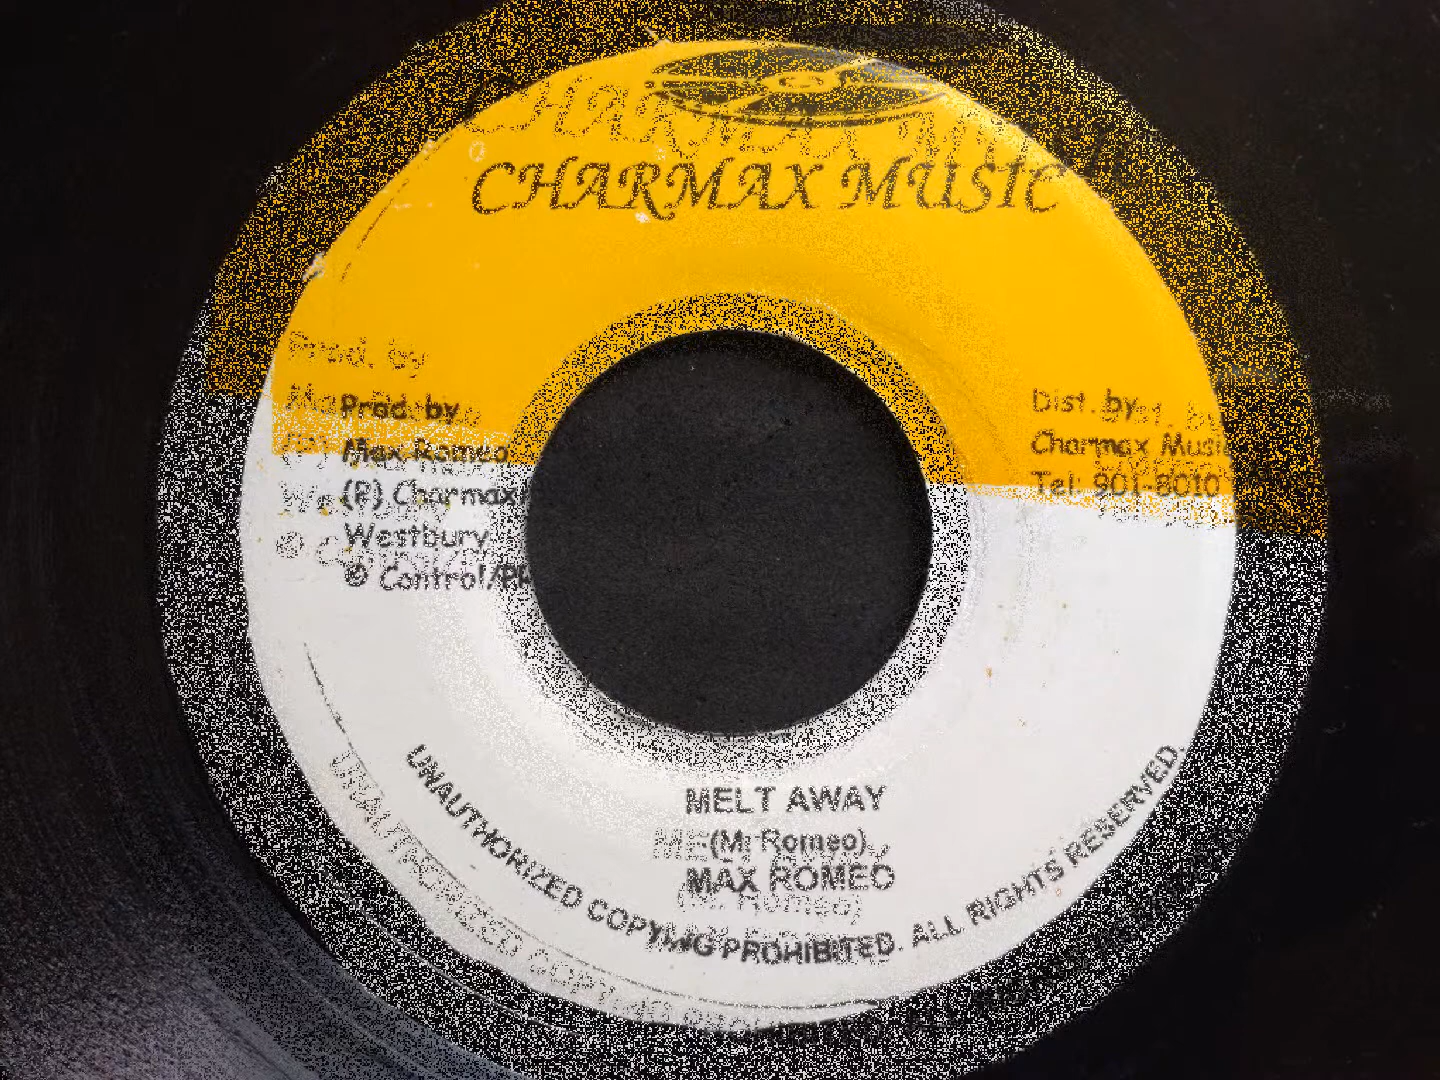 CHARMAX MUSIC
Prod. by
Max Romeo
(P) Charmax
Westbury
© Control/
Dist. by
Charmax Music
Tel: 901-8010
MELT AWAY
(Mr Romeo)
MAX ROMEO
UNAUTHORIZED COPYING PROHIBITED. ALL RIGHTS RESERVED.